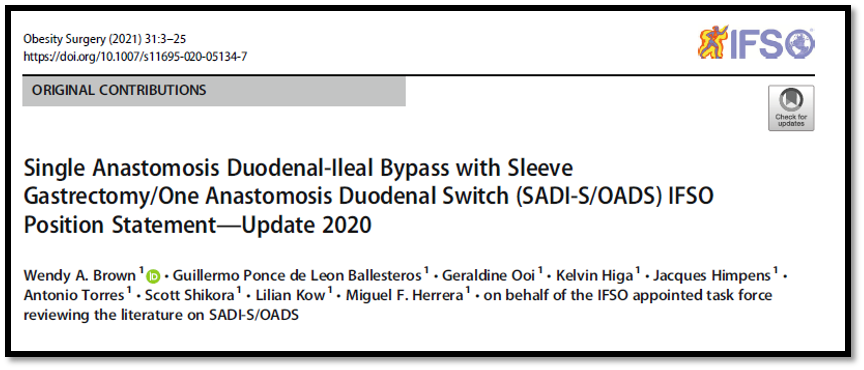 Obesity Surgery (2021) 31:3–25
https://doi.org/10.1007/s11695-020-05134-7
IFSO
ORIGINAL CONTRIBUTIONS
Check for
updates
Single Anastomosis Duodenal-Ileal Bypass with Sleeve
Gastrectomy/One Anastomosis Duodenal Switch (SADI-S/OADS) IFSO
Position Statement—Update 2020
Wendy A. Brown 1 iD · Guillermo Ponce de Leon Ballesteros 1 · Geraldine Ooi 1 · Kelvin Higa 1 · Jacques Himpens 1 ·
Antonio Torres 1 · Scott Shikora 1 · Lilian Kow 1 · Miguel F. Herrera 1 · on behalf of the IFSO appointed task force
reviewing the literature on SADI-S/OADS